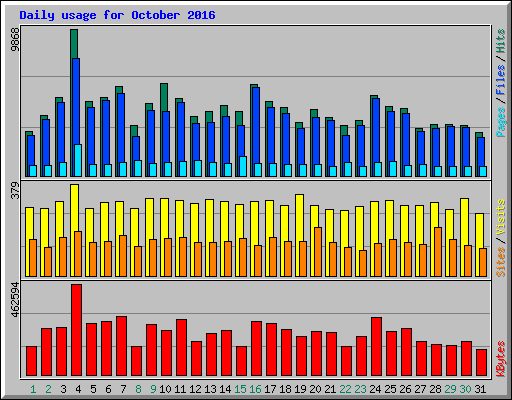 Daily usage for October 2016
9868
Pages / Files / Hits
379
Sites / Visits
462594
KBytes
1 2 3 4 5 6 7 8 9 10 11 12 13 14 15 16 17 18 19 20 21 22 23 24 25 26 27 28 29 30 31